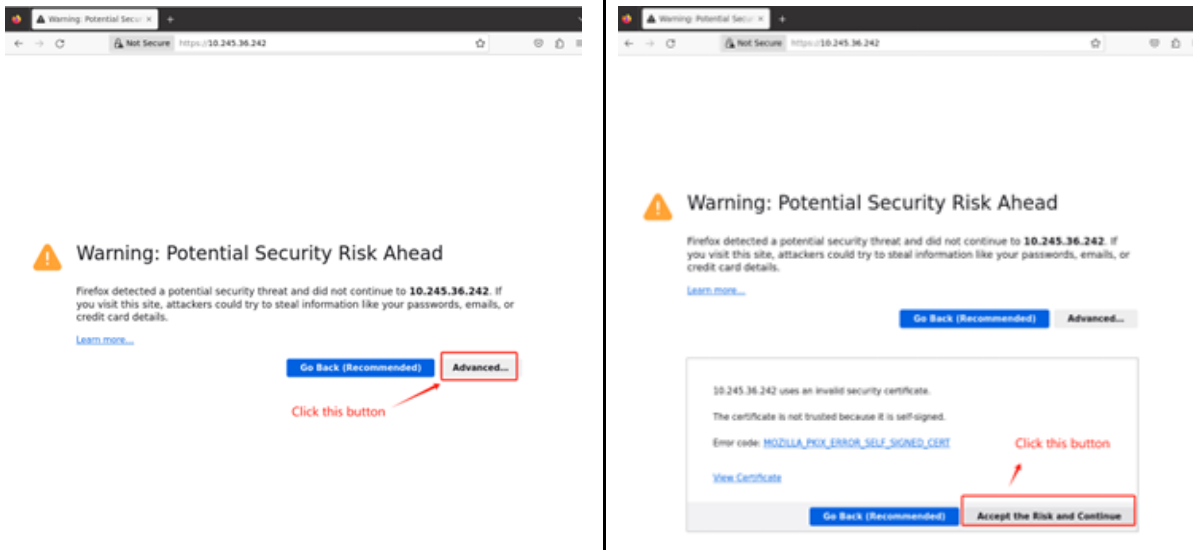 Warning: Potential Secur
Not Secure https://10.245.36.242
Warning: Potential Security Risk Ahead
Firefox detected a potential security threat and did not continue to 10.245.36.242. If
you visit this site, attackers could try to steal information like your passwords, emails, or
credit card details.
Learn more...
Go Back (Recommended) Advanced...
Click this button
Warning: Potential Secur
Not Secure https://10.245.36.242
Warning: Potential Security Risk Ahead
Firefox detected a potential security threat and did not continue to 10.245.36.242. If
you visit this site, attackers could try to steal information like your passwords, emails, or
credit card details.
Learn more...
Go Back (Recommended) Advanced...
10.245.36.242 uses an invalid security certificate.
The certificate is not trusted because it is self-signed.
Error code: MOZILLA_PKIX_ERROR_SELF_SIGNED_CERT
Click this button
View Certificate
Go Back (Recommended) Accept the Risk and Continue